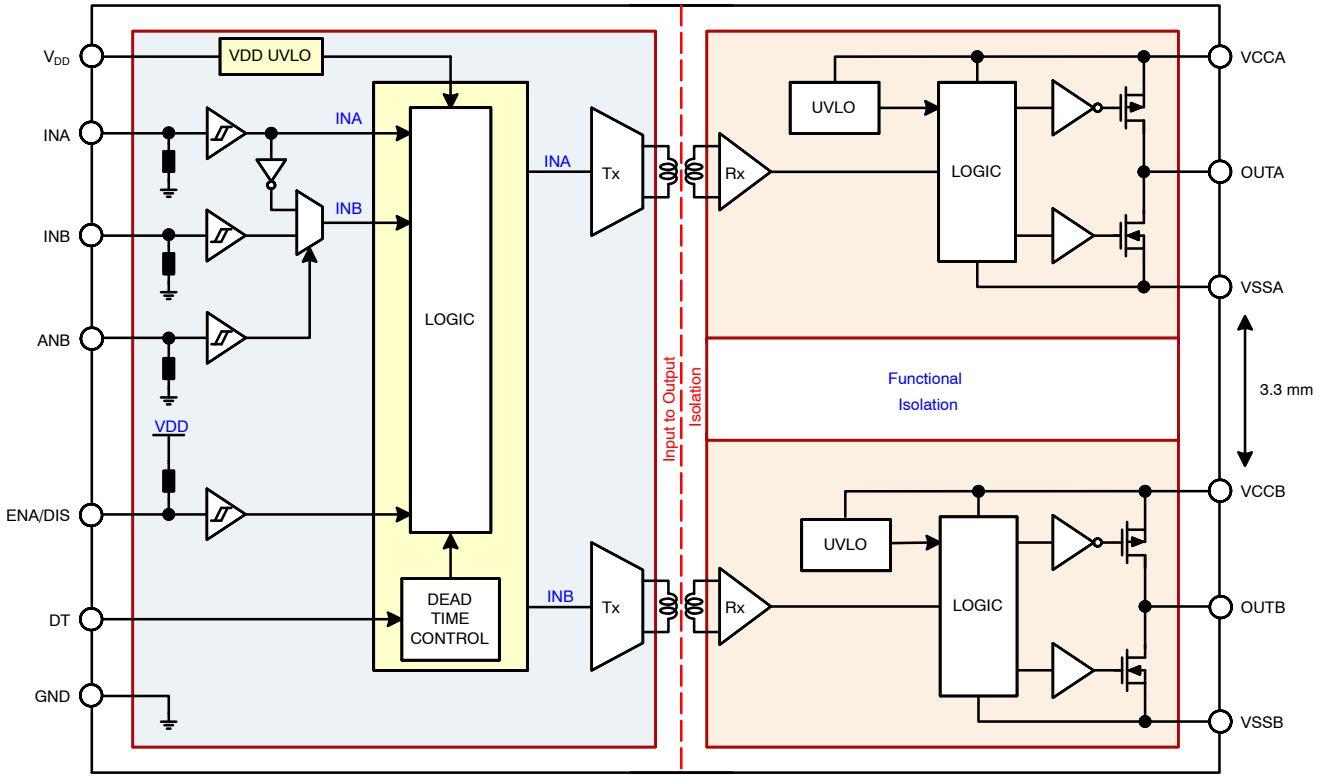 VDD
VDD UVLO
INA
INA
INB
INB
ANB
VDD
ENA/DIS
DT
GND
LOGIC
DEAD
TIME
CONTROL
INA
Tx
INB
Tx
Input to Output
Isolation
Rx
UVLO
LOGIC
VCCA
OUTA
VSSA
Functional
Isolation
3.3 mm
Rx
UVLO
LOGIC
VCCB
OUTB
VSSB